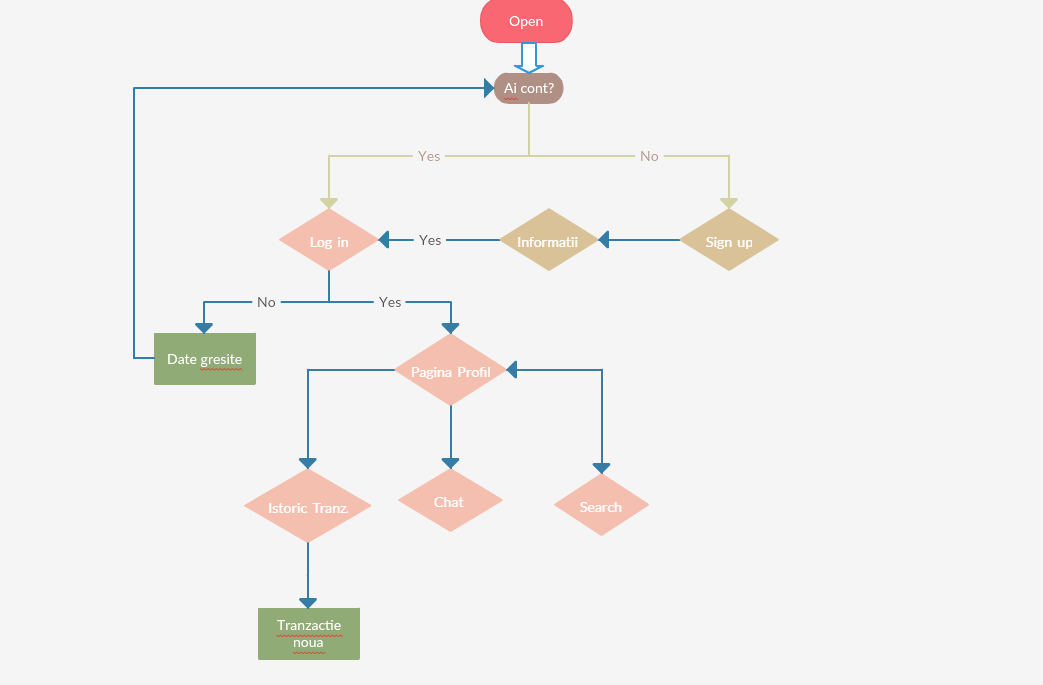 Open
Ai cont?
Yes
No
Log in
Yes
Informatii
Sign up
No
Yes
Date gresite
Pagina Profil
Istoric Tranz.
Chat
Search
Tranzactie
noua